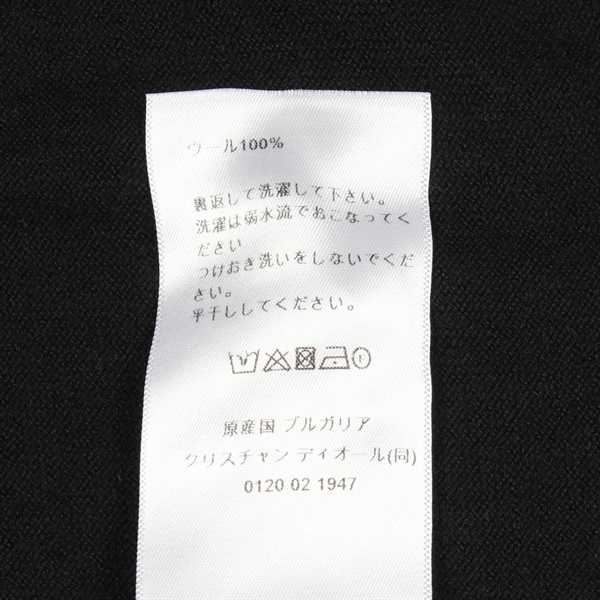 ウール100%
裏返して洗濯して下さい。
洗濯は弱水流でおこなってく
ださい
つけおき洗いをしないでくだ
さい。
平干ししてください。
原産国 ブルガリア
クリスチャン ディオール(同)
0120 02 1947